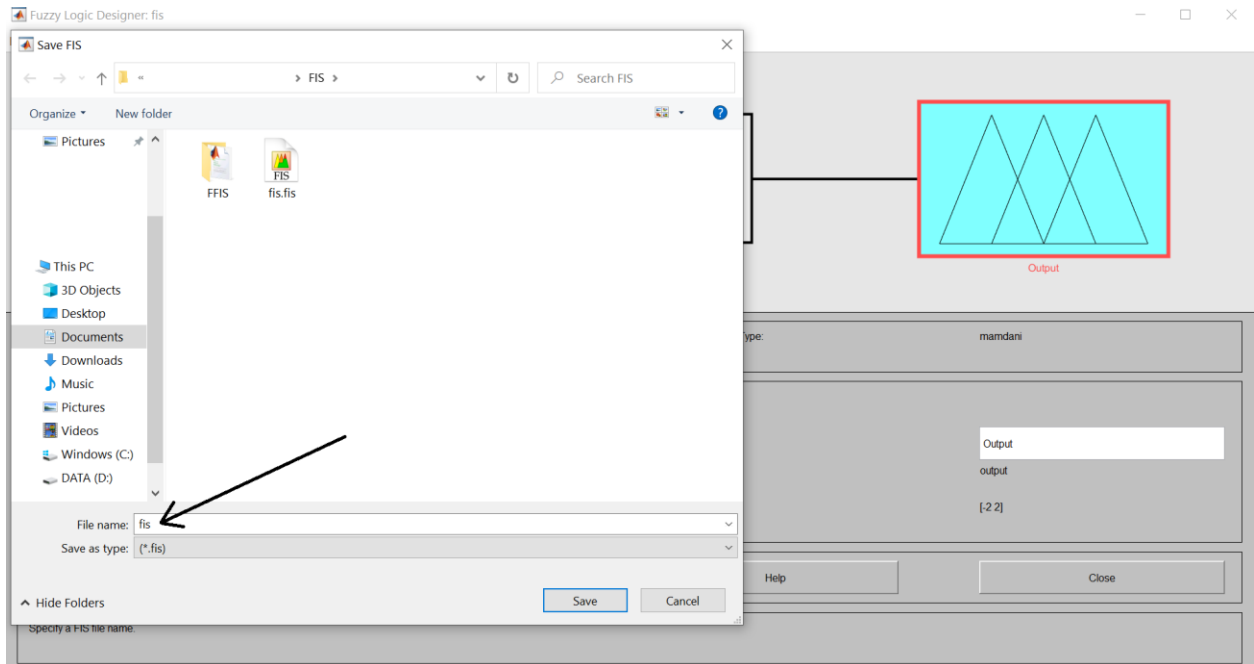 Fuzzy Logic Designer: fis
Save FIS
« > FIS >
Search FIS
Organize
New folder
Pictures
This PC
3D Objects
Desktop
Documents
Downloads
Music
Pictures
Videos
Windows (C:)
DATA (D:)
FFIS
FIS
fis.fis
File name: fis
Save as type: (*.fis)
Hide Folders
Save
Cancel
Output
Type: mamdani
Output
output
[-2 2]
Help
Close
Specify a FIS file name.